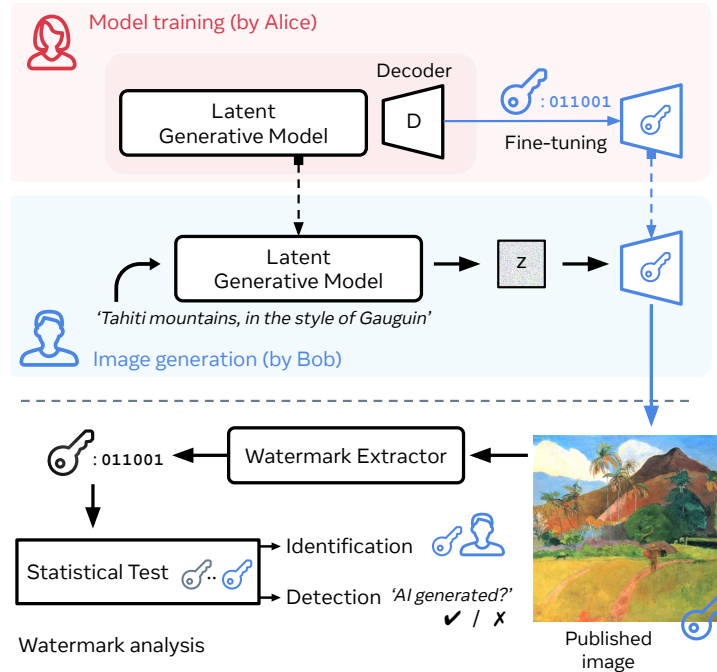 Model training (by Alice)
Decoder
Latent
Generative Model
D
:011001
Fine-tuning
Latent
Generative Model
z
'Tahiti mountains, in the style of Gauguin'
Image generation (by Bob)
:011001
Watermark Extractor
Statistical Test
..
Identification
Detection
'AI generated?'
✔ / ✗
Watermark analysis
Published
image